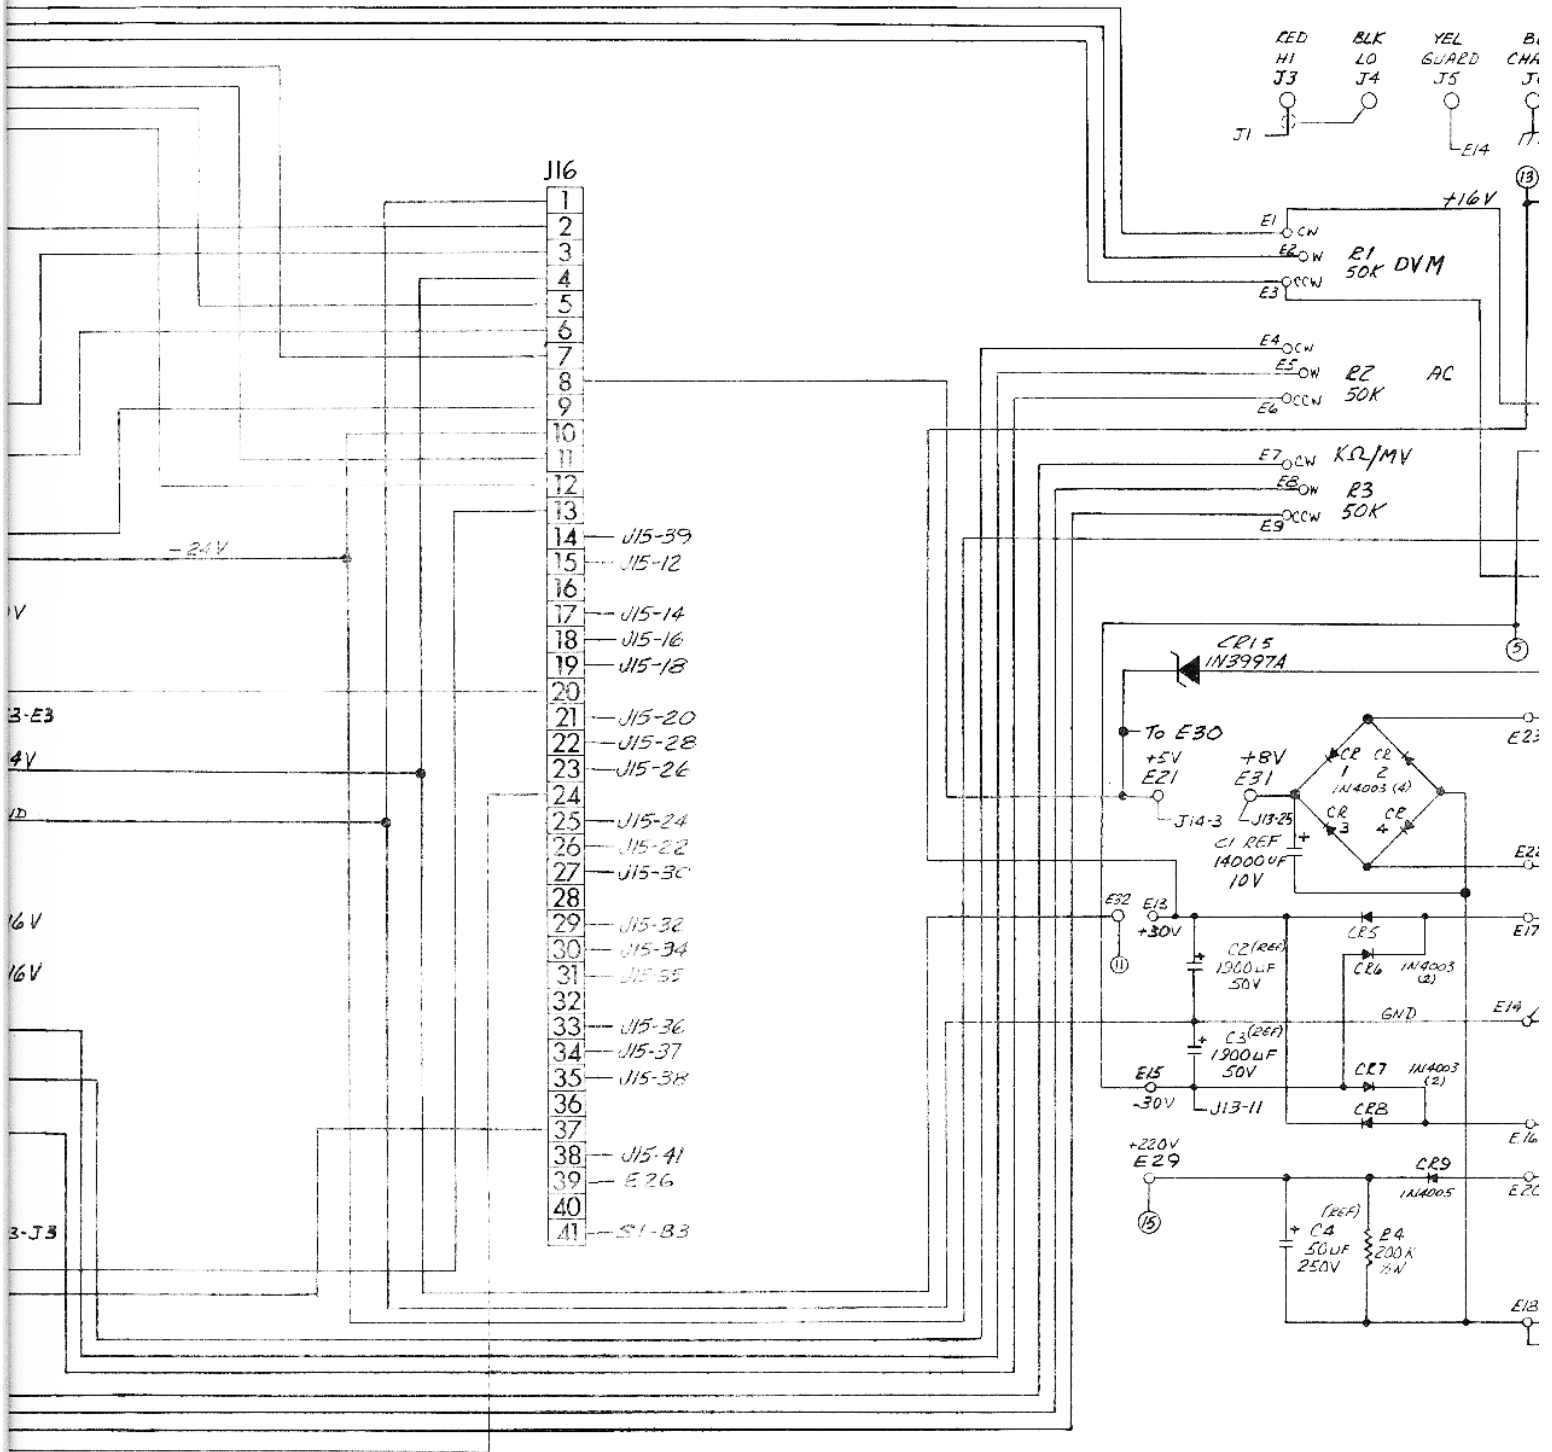 RED BLK YEL
HI LO GUARD
J3 J4 J5
J1
E14
13
+16V
J16
1
2
3
4
5
6
7
8
9
10
11
12
13
14 J15-39
15 J15-12
16
17 J15-14
18 J15-16
19 J15-18
20
21 J15-20
22 J15-28
23 J15-26
24
25 J15-24
26 J15-22
27 J15-30
28
29 J15-32
30 J15-34
31 J15-35
32
33 J15-36
34 J15-37
35 J15-38
36
37
38 J15-41
39 E26
40
41 S1-B3
-24V
3-E3
4V
16V
16V
3-J3
E1 CW
E2 W R1 DVM
50K
E3 CCW
E4 CW
E5 W R2 AC
E6 CCW 50K
E7 CW KΩ/MV
E8 W R3
E9 CCW 50K
5
CR15
1N3997A
To E30
+5V
E21
J14-3
+8V
E31
J13-25
CR 1
CR 2
1N4003 (4)
CR 3
CR 4
E23
E22
C1 REF
14000UF
10V
E32
11
E13
+30V
C2 (REF)
1900UF
50V
CR5
CR6 1N4003
(2)
E17
GND
E14
C3 (REF)
1900UF
50V
E15
-30V
J13-11
CR7 1N4003
(2)
CR8
E16
+220V
E29
15
CR9
1N4005
E20
(REF)
C4
50UF
250V
R4
200K
½W
E18